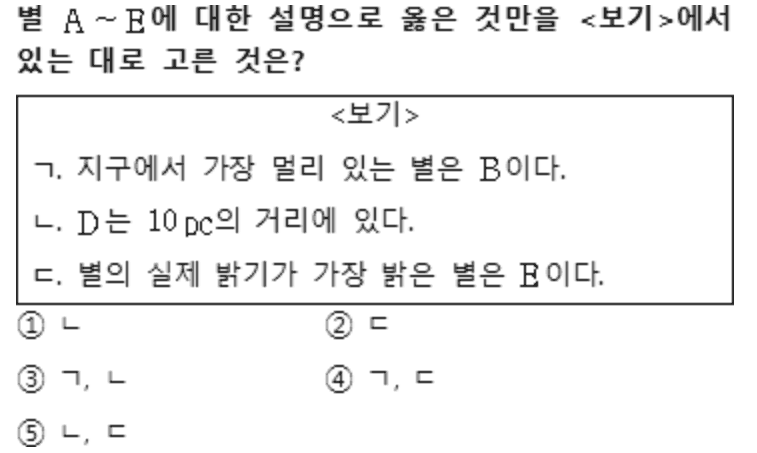 별 A ~ E에 대한 설명으로 옳은 것만을 <보기>에서
있는 대로 고른 것은?
<보기>
ㄱ. 지구에서 가장 멀리 있는 별은 B이다.
ㄴ. D는 10pc의 거리에 있다.
ㄷ. 별의 실제 밝기가 가장 밝은 별은 E이다.
① ㄴ ② ㄷ
③ ㄱ, ㄴ ④ ㄱ, ㄷ
⑤ ㄴ, ㄷ